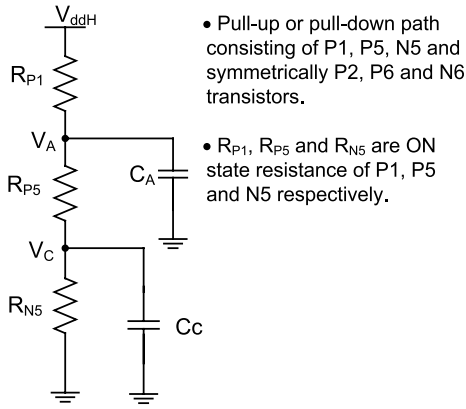 VddH
• Pull-up or pull-down path
consisting of P1, P5, N5 and
symmetrically P2, P6 and N6
transistors.
RP1
VA
• RP1, RP5 and RN5 are ON
state resistance of P1, P5
and N5 respectively.
CA
RP5
VC
RN5
Cc